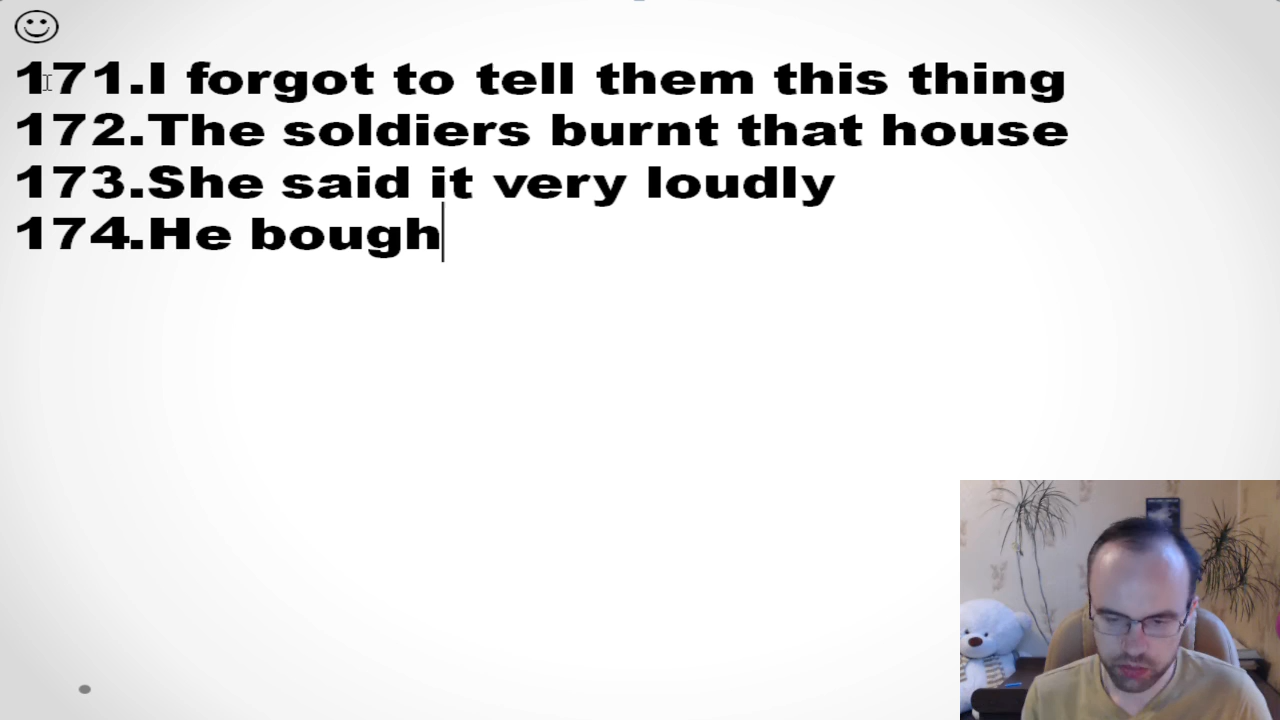 171.I forgot to tell them this thing
172.The soldiers burnt that house
173.She said it very loudly
174.He bough